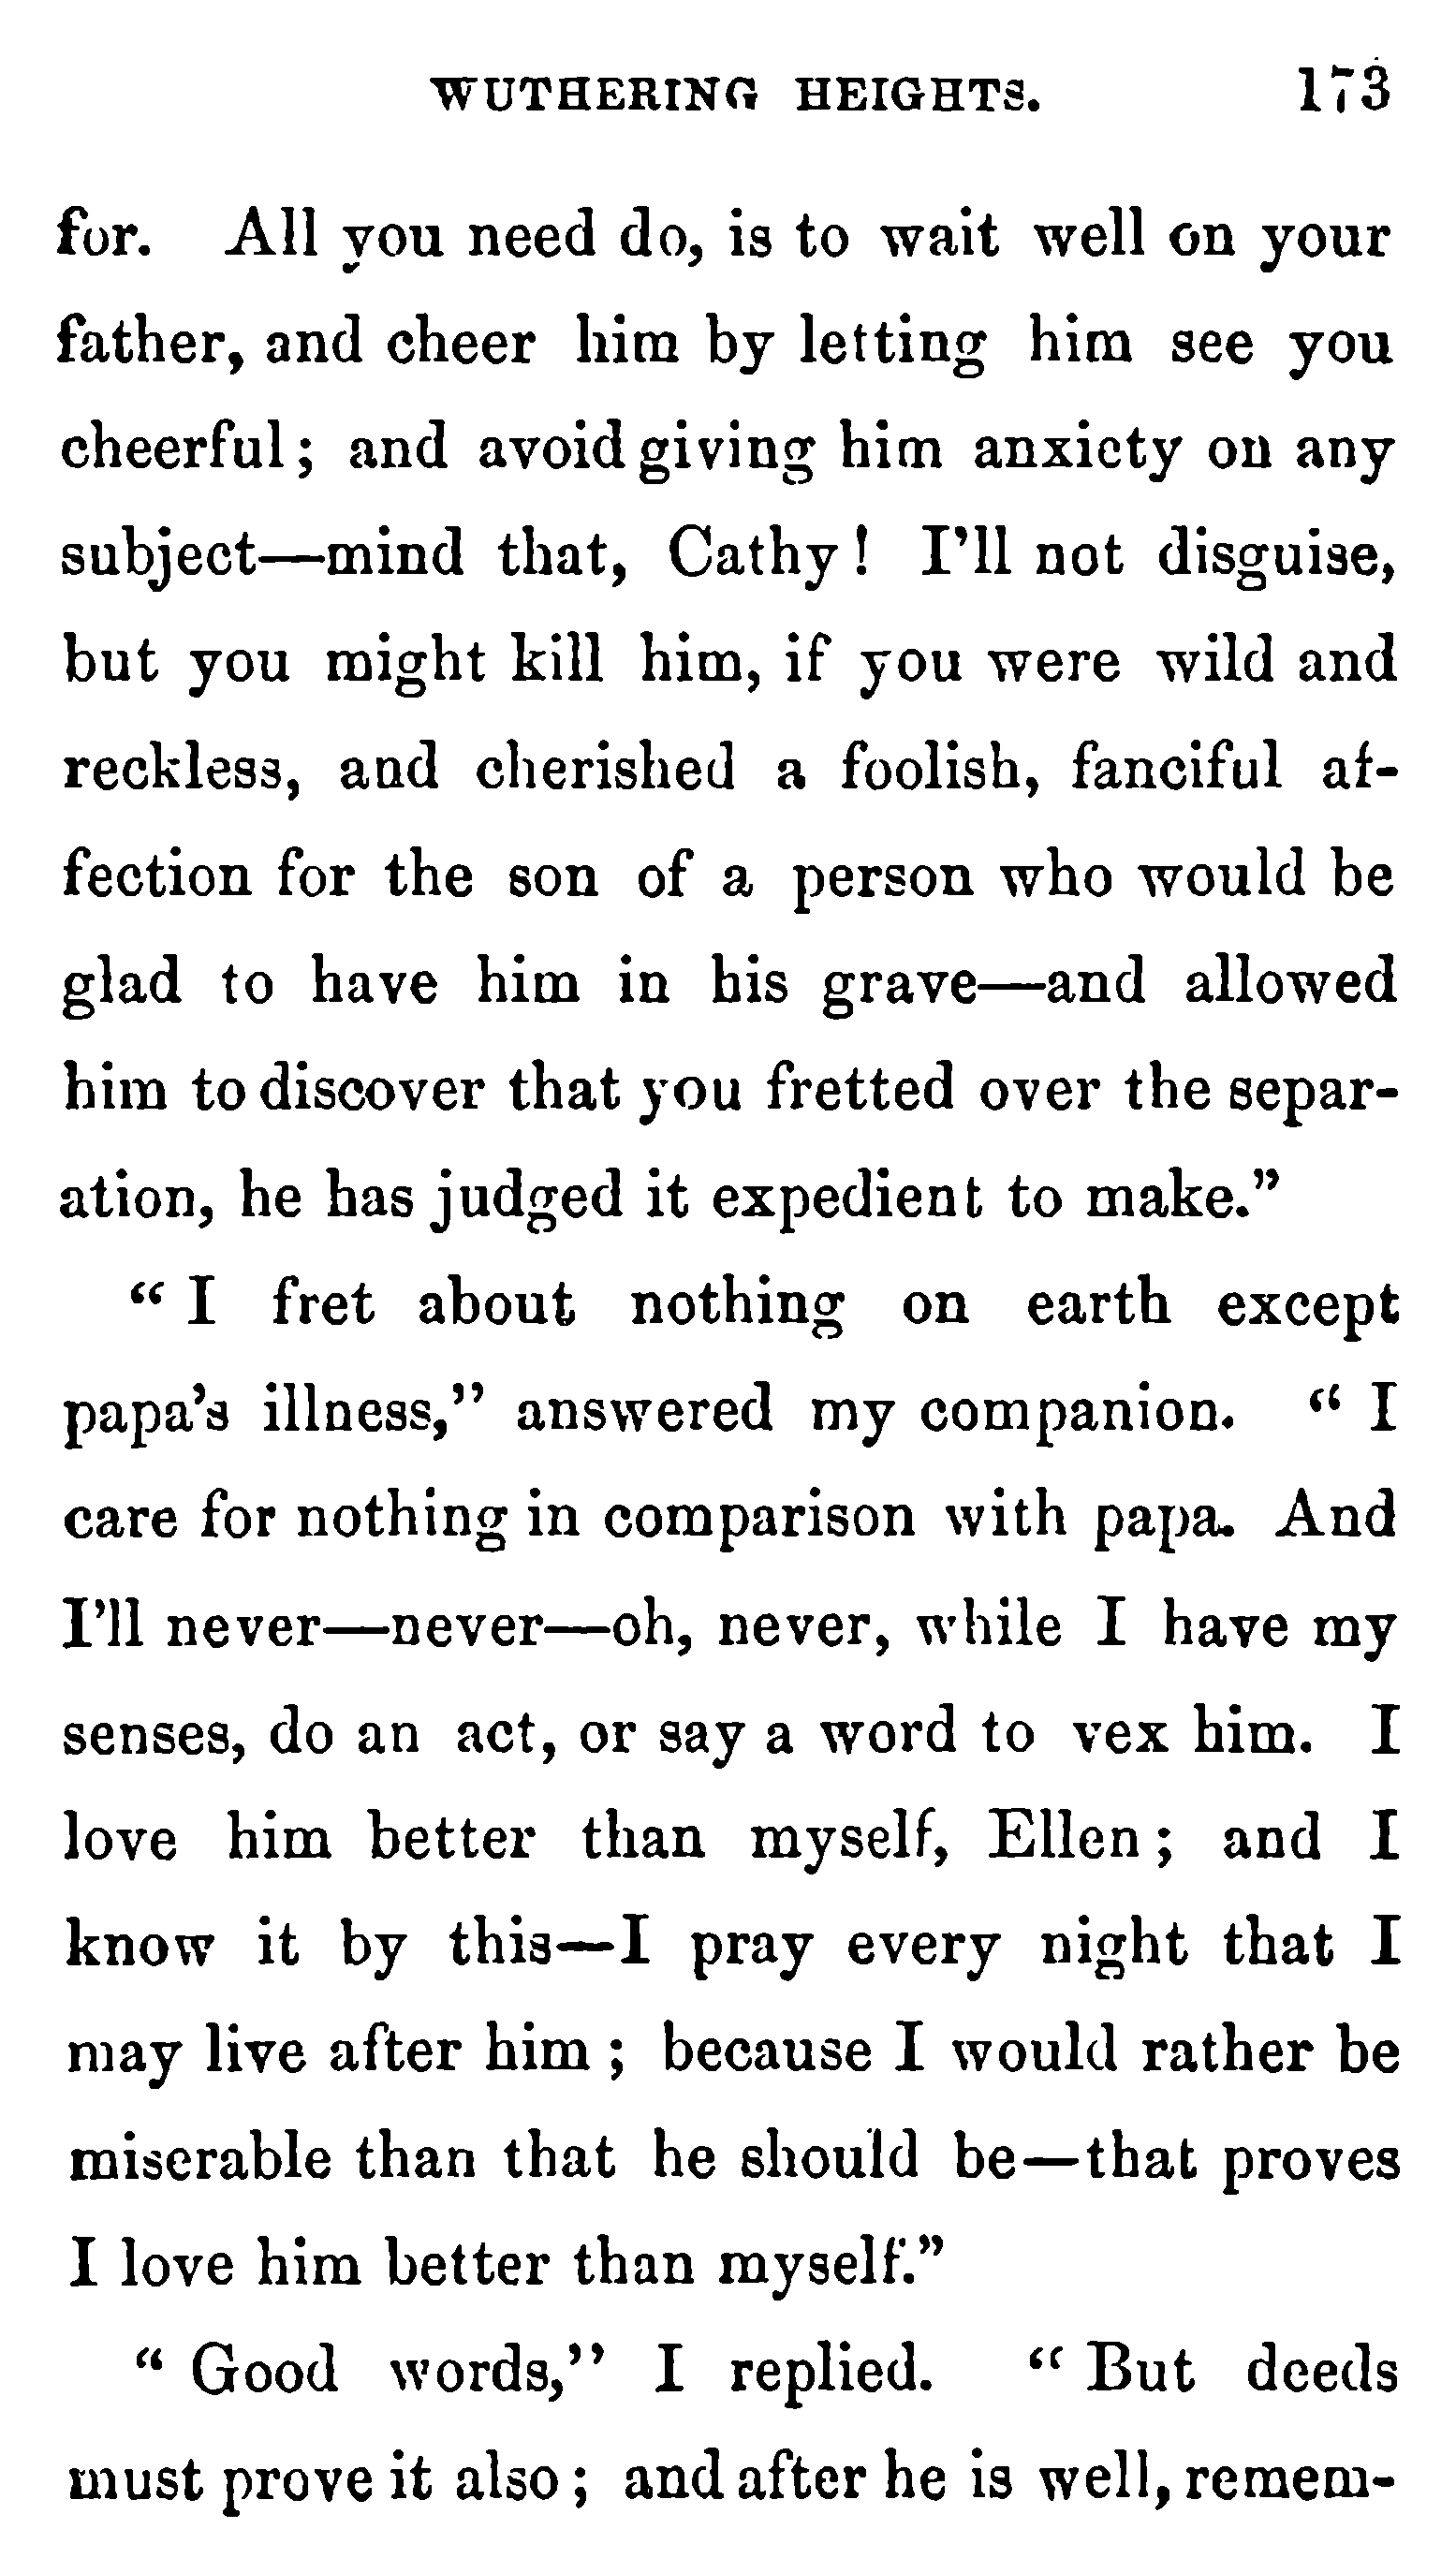 WUTHERING HEIGHTS. 173
for. All you need do, is to wait well on your
father, and cheer him by letting him see you
cheerful; and avoid giving him anxiety on any
subject—mind that, Cathy! I'll not disguise,
but you might kill him, if you were wild and
reckless, and cherished a foolish, fanciful af-
fection for the son of a person who would be
glad to have him in his grave—and allowed
him to discover that you fretted over the separ-
ation, he has judged it expedient to make."
"I fret about nothing on earth except
papa's illness," answered my companion. "I
care for nothing in comparison with papa. And
I'll never—never—oh, never, while I have my
senses, do an act, or say a word to vex him. I
love him better than myself, Ellen; and I
know it by this—I pray every night that I
may live after him; because I would rather be
miserable than that he should be—that proves
I love him better than myself."
"Good words," I replied. "But deeds
must prove it also; and after he is well, remem-